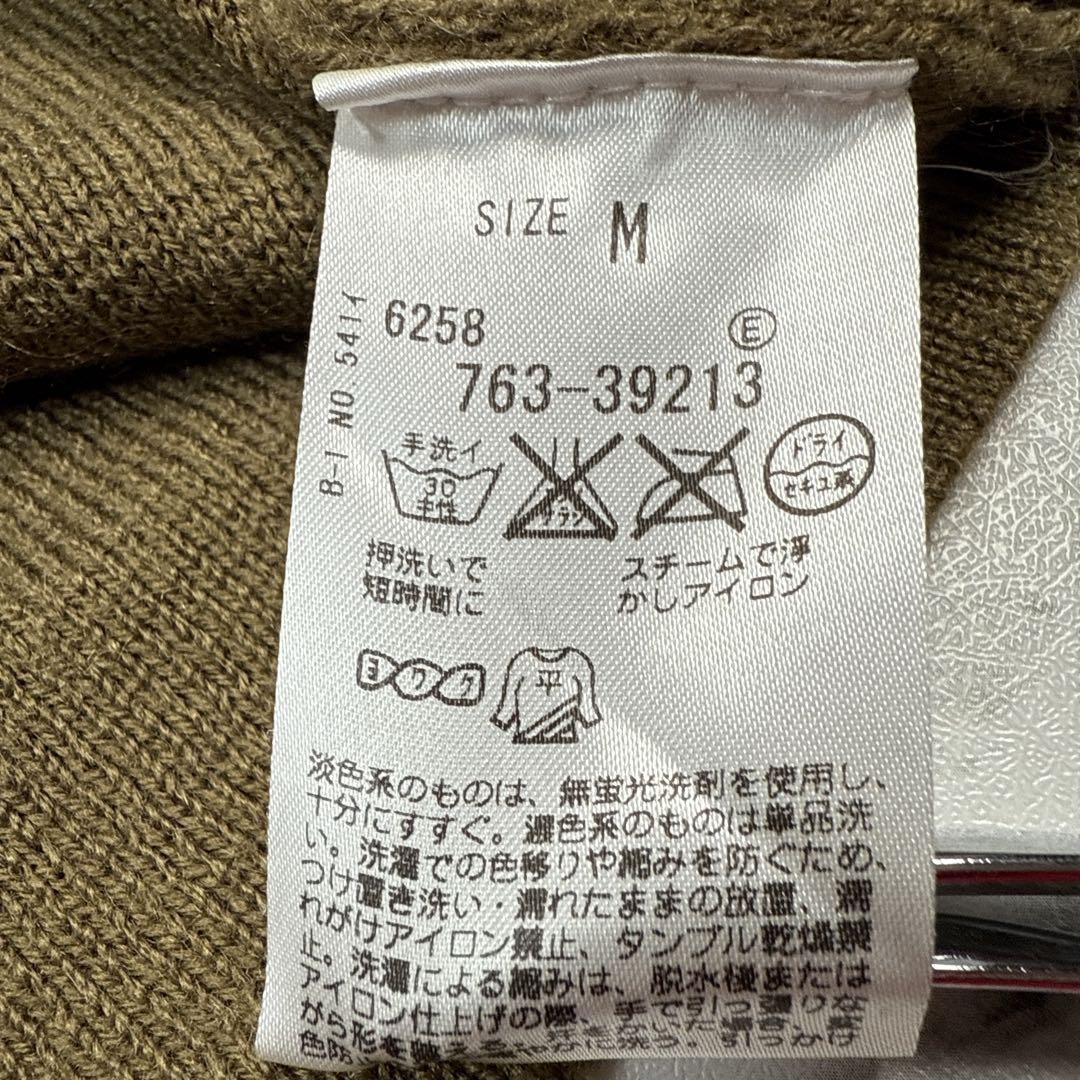 SIZE M
B-1 NO.5411
6258
Ⓔ
763-39213
手洗イ
30
中性
ドライ
セキユ系
押洗いで
短時間に
スチームで浮
かしアイロン
ヨワク
平
淡色系のものは、無蛍光洗剤を使用し、
十分にすすぐ。濃色系のものは単品洗
い。洗濯での色移りや縮みを防ぐため、
つけ置き洗い・濡れたままの放置、濡
れがけアイロン禁止、タンブル乾燥禁
止。洗濯による縮みは、脱水後または
アイロン仕上げの際、手で引っ張りな
がら形を